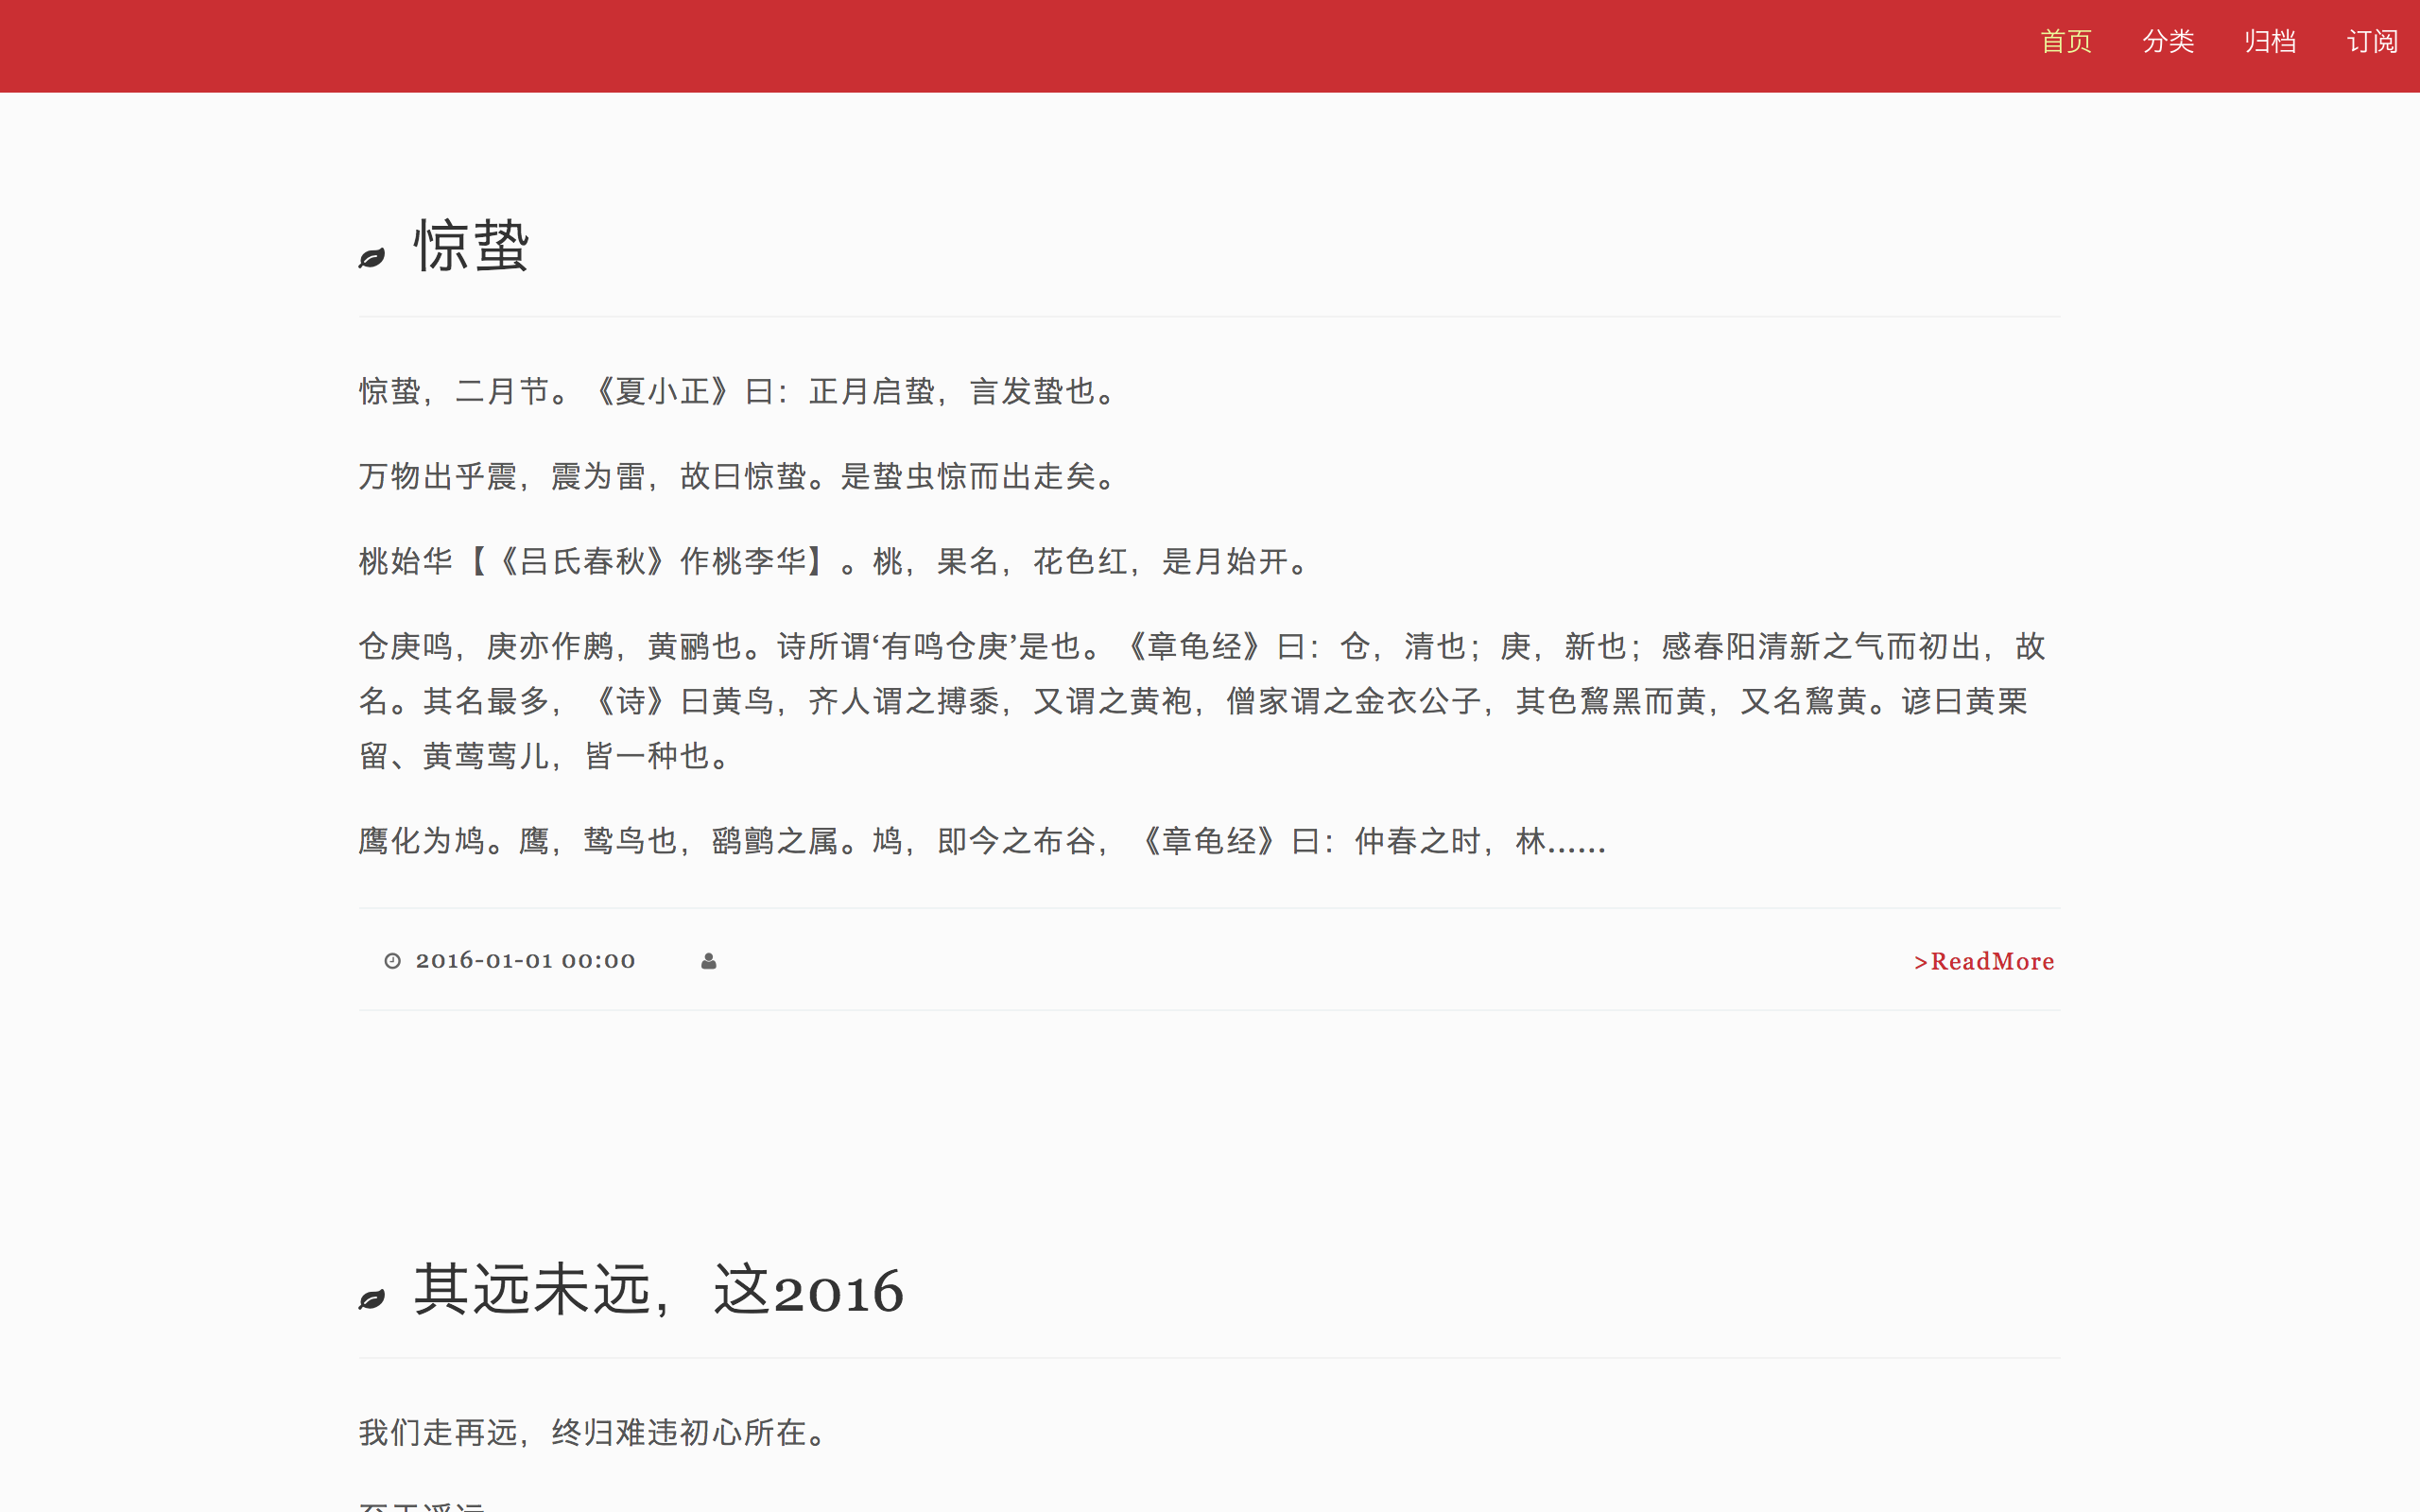 首页 分类 归档 订阅
惊蛰
惊蛰，二月节。《夏小正》曰：正月启蛰，言发蛰也。
万物出乎震，震为雷，故曰惊蛰。是蛰虫惊而出走矣。
桃始华【《吕氏春秋》作桃李华】。桃，果名，花色红，是月始开。
仓庚鸣，庚亦作鹒，黄鹂也。诗所谓‘有鸣仓庚’是也。《章龟经》曰：仓，清也；庚，新也；感春阳清新之气而初出，故
名。其名最多，《诗》曰黄鸟，齐人谓之搏黍，又谓之黄袍，僧家谓之金衣公子，其色鵹黑而黄，又名鵹黄。谚曰黄栗
留、黄莺莺儿，皆一种也。
鹰化为鸠。鹰，鸷鸟也，鹞鹯之属。鸠，即今之布谷，《章龟经》曰：仲春之时，林……
2016-01-01 00:00
>ReadMore
其远未远，这2016
我们走再远，终归难违初心所在。